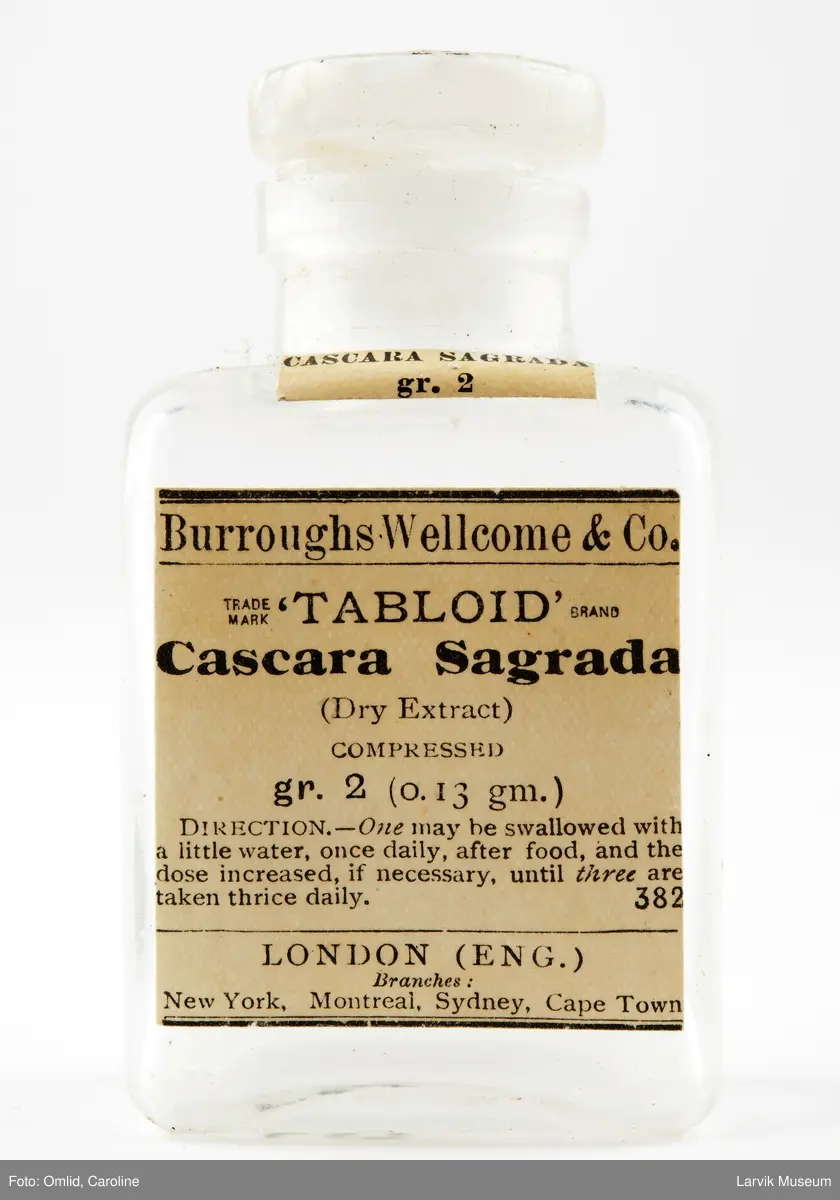 CASCARA SAGRADA
gr. 2
Burroughs Wellcome & Co.
TRADE MARK 'TABLOID' BRAND
Cascara Sagrada
(Dry Extract)
COMPRESSED
gr. 2 (0.13 gm.)
DIRECTION.—One may be swallowed with
a little water, once daily, after food, and the
dose increased, if necessary, until three are
taken thrice daily. 382
LONDON (ENG.)
Branches:
New York, Montreal, Sydney, Cape Town
Foto: Omlid, Caroline
Larvik Museum